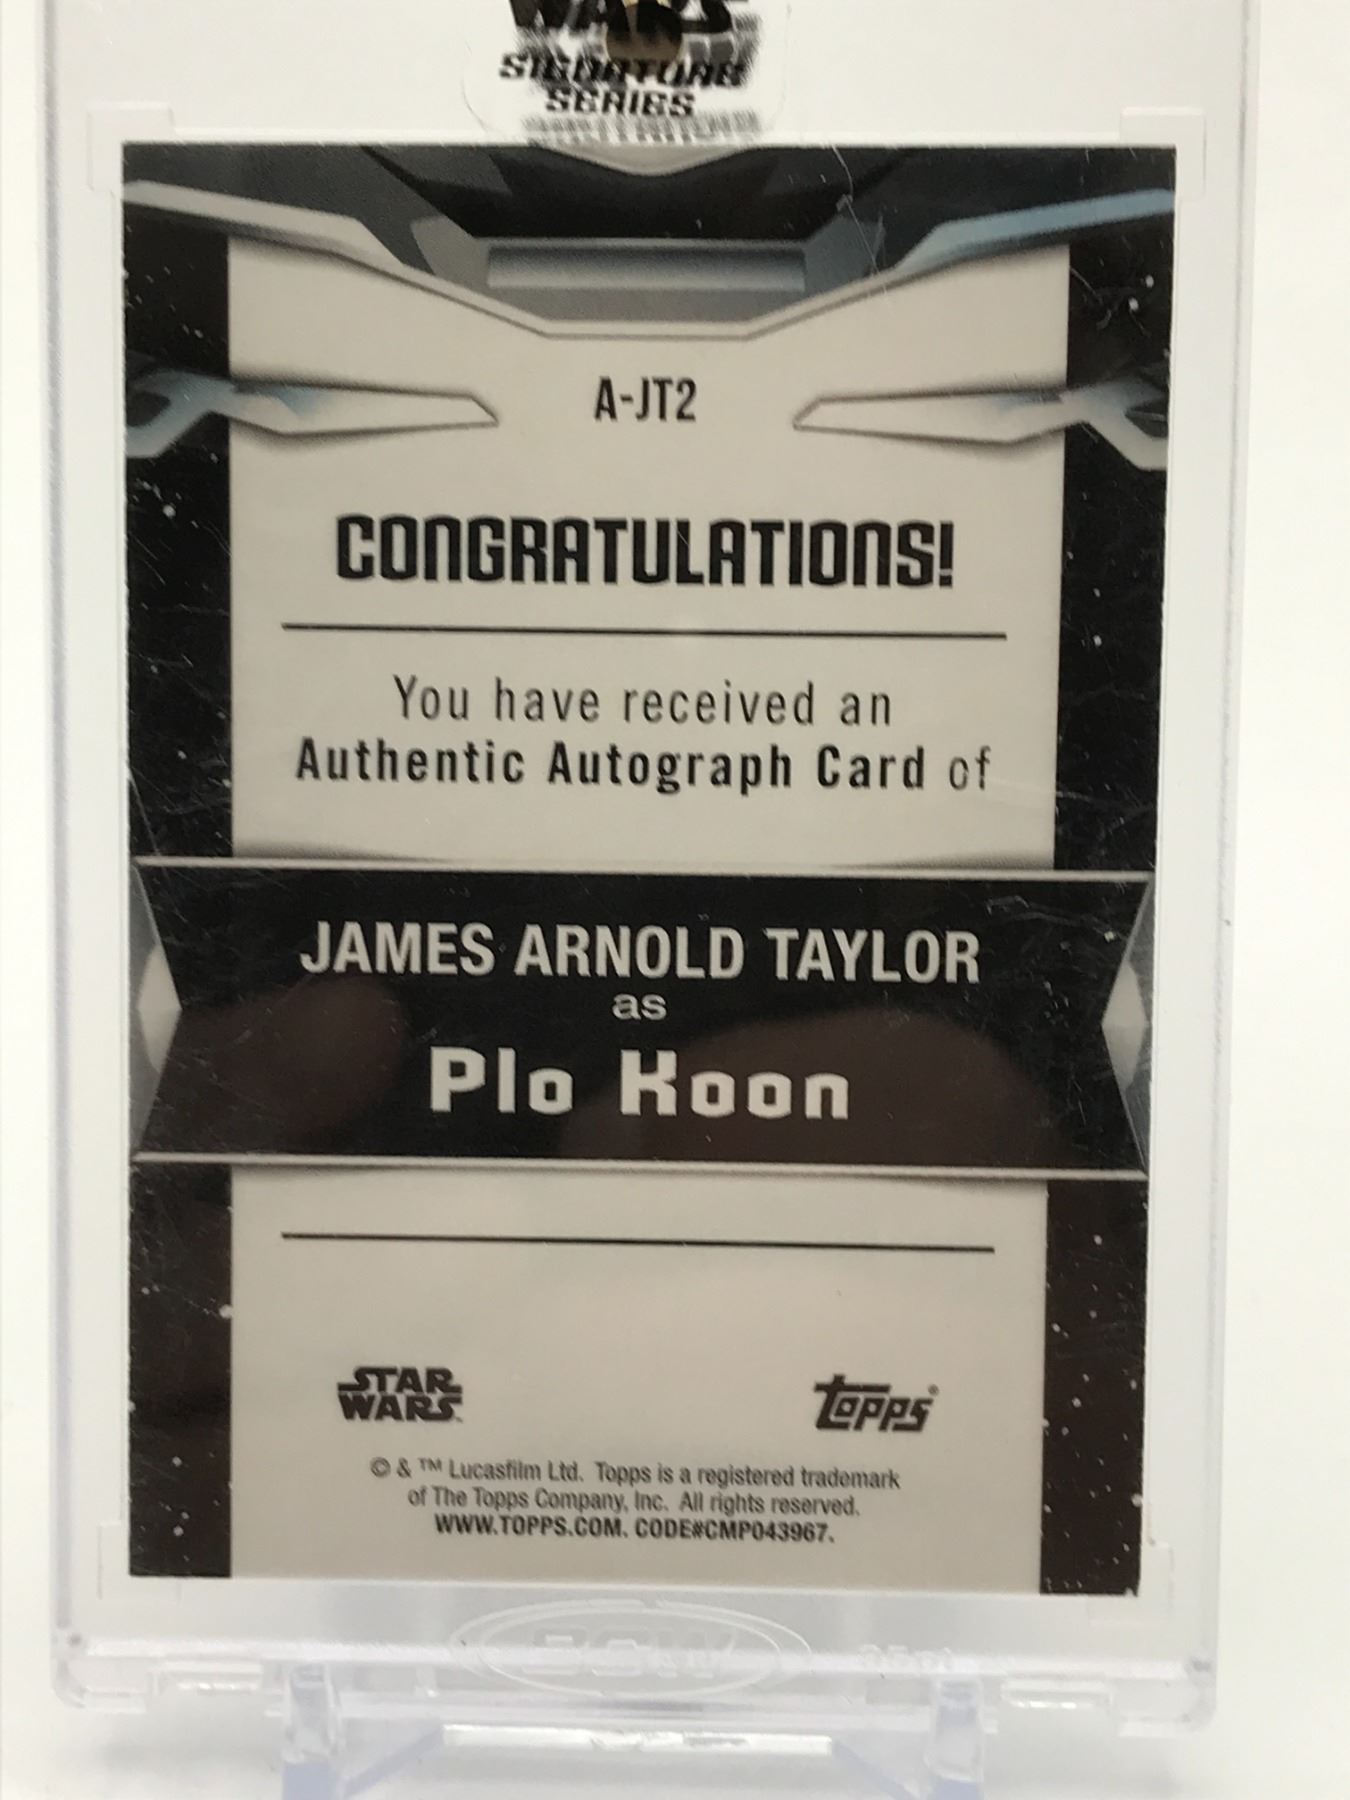 WARS
SIGNATURE
SERIES
A-JT2
CONGRATULATIONS!
You have received an
Authentic Autograph Card of
JAMES ARNOLD TAYLOR
as
Plo Koon
STAR
WARS™
Topps®
© & ™ Lucasfilm Ltd. Topps is a registered trademark
of The Topps Company, Inc. All rights reserved.
WWW.TOPPS.COM. CODE#CMP043967.
BCW